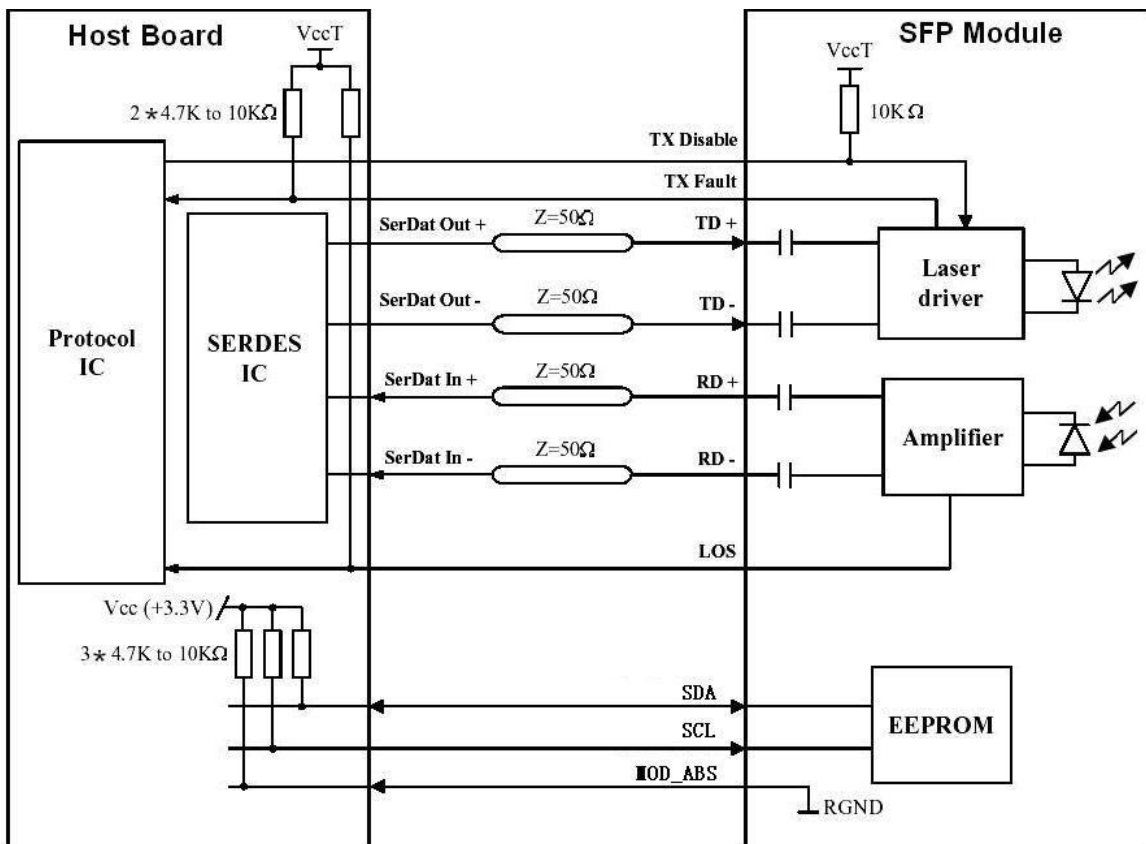 Host Board
SFP Module
VccT
VccT
2*4.7K to 10KΩ
10KΩ
TX Disable
TX Fault
SerDat Out +
Z=50Ω
TD +
SerDat Out -
Z=50Ω
TD -
Laser
driver
Protocol
IC
SERDES
IC
SerDat In +
Z=50Ω
RD +
SerDat In -
Z=50Ω
RD -
Amplifier
LOS
Vcc (+3.3V)
3* 4.7K to 10KΩ
SDA
SCL
MOD_ABS
EEPROM
RGND